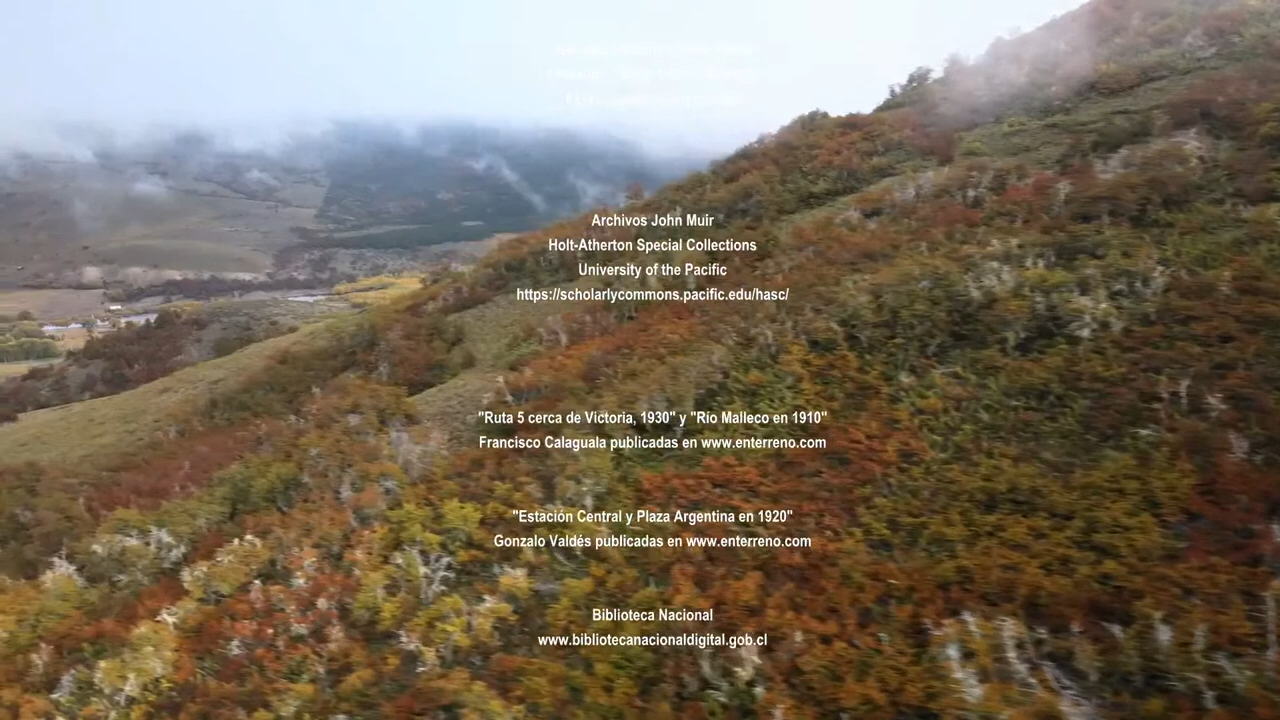 Archivos John Muir
Holt-Atherton Special Collections
University of the Pacific
https://scholarlycommons.pacific.edu/hasc/
"Ruta 5 cerca de Victoria, 1930" y "Río Malleco en 1910"
Francisco Calaguala publicadas en www.enterreno.com
"Estación Central y Plaza Argentina en 1920"
Gonzalo Valdés publicadas en www.enterreno.com
Biblioteca Nacional
www.bibliotecanacionaldigital.gob.cl